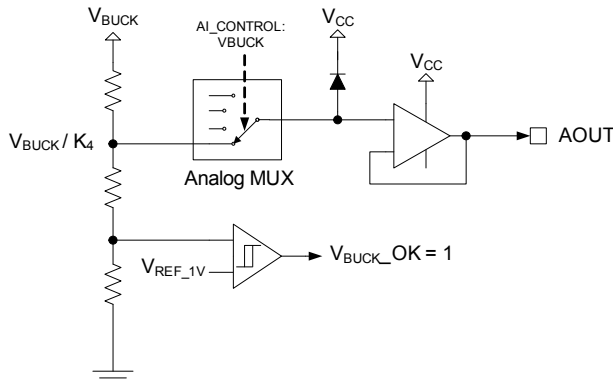 V_BUCK
AI_CONTROL:
VBUCK
V_CC
V_CC
V_BUCK / K_4
AOUT
Analog MUX
V_REF_1V
V_BUCK_OK = 1